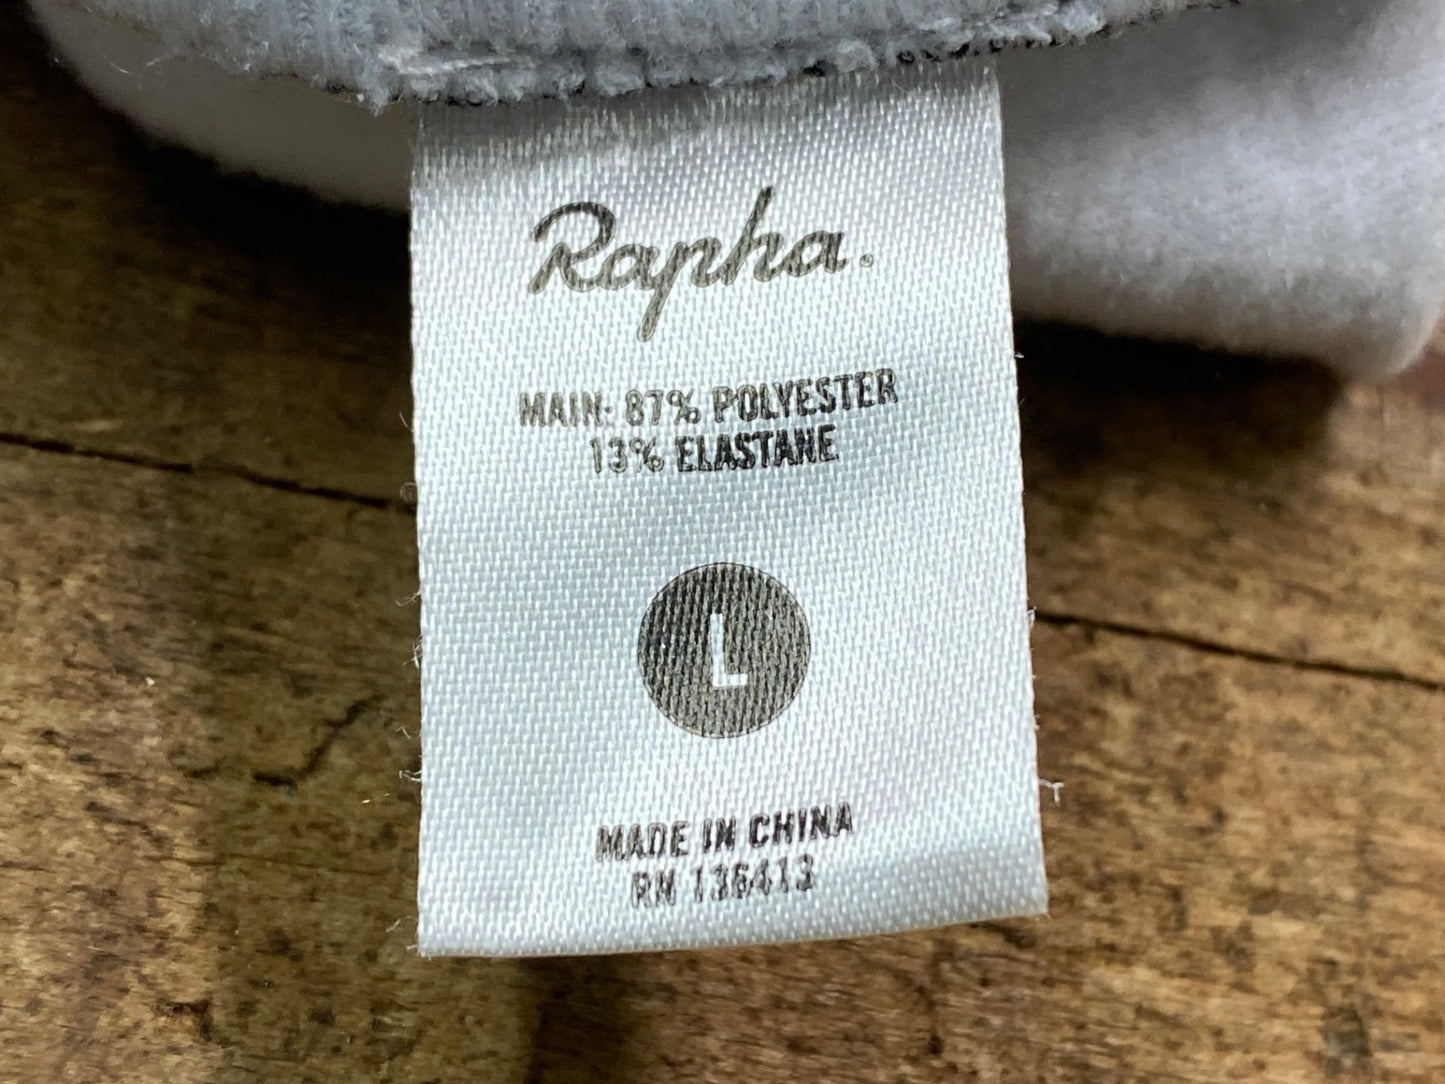 Rapha.
MAIN: 87% POLYESTER
13% ELASTANE
L
MADE IN CHINA
RN 136413